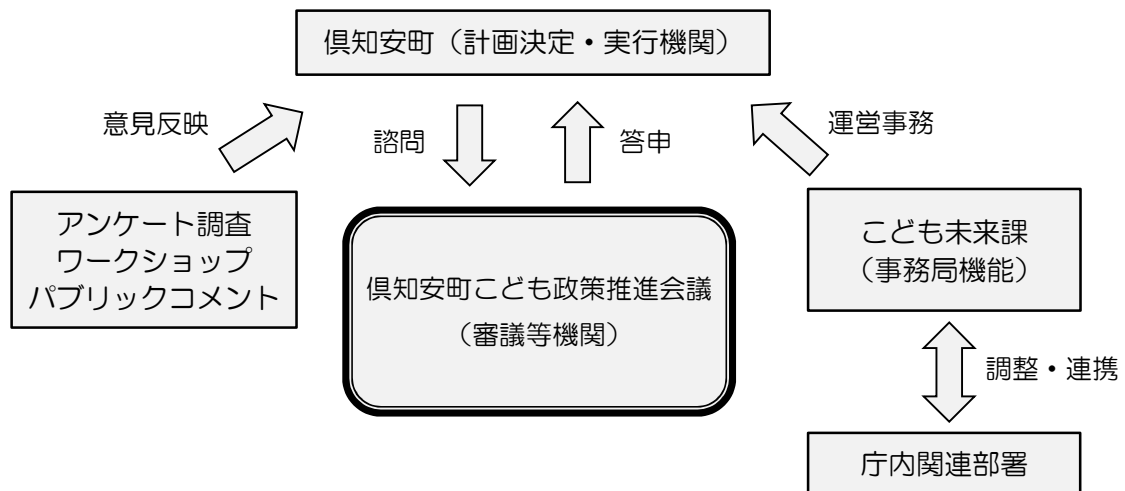 倶知安町（計画決定・実行機関）
意見反映
諮問
答申
運営事務
アンケート調査
ワークショップ
パブリックコメント
倶知安町こども政策推進会議
（審議等機関）
こども未来課
（事務局機能）
調整・連携
庁内関連部署